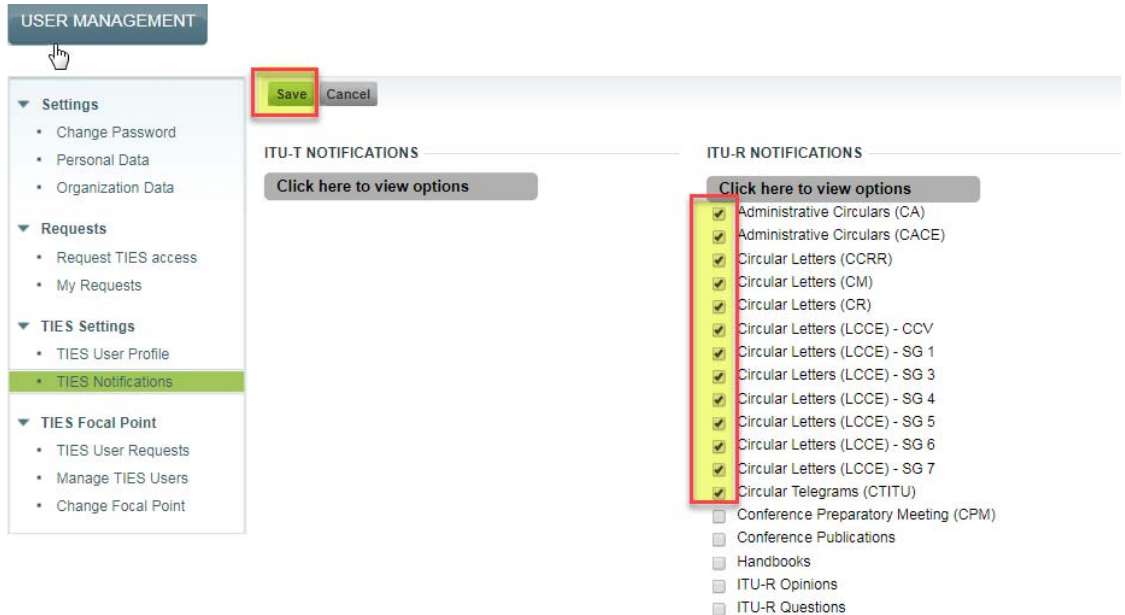 USER MANAGEMENT
Settings
Change Password
Personal Data
Organization Data
Requests
Request TIES access
My Requests
TIES Settings
TIES User Profile
TIES Notifications
TIES Focal Point
TIES User Requests
Manage TIES Users
Change Focal Point
Save Cancel
ITU-T NOTIFICATIONS
Click here to view options
ITU-R NOTIFICATIONS
Click here to view options
Administrative Circulars (CA)
Administrative Circulars (CACE)
Circular Letters (CCRR)
Circular Letters (CM)
Circular Letters (CR)
Circular Letters (LCCE) - CCV
Circular Letters (LCCE) - SG 1
Circular Letters (LCCE) - SG 3
Circular Letters (LCCE) - SG 4
Circular Letters (LCCE) - SG 5
Circular Letters (LCCE) - SG 6
Circular Letters (LCCE) - SG 7
Circular Telegrams (CTITU)
Conference Preparatory Meeting (CPM)
Conference Publications
Handbooks
ITU-R Opinions
ITU-R Questions